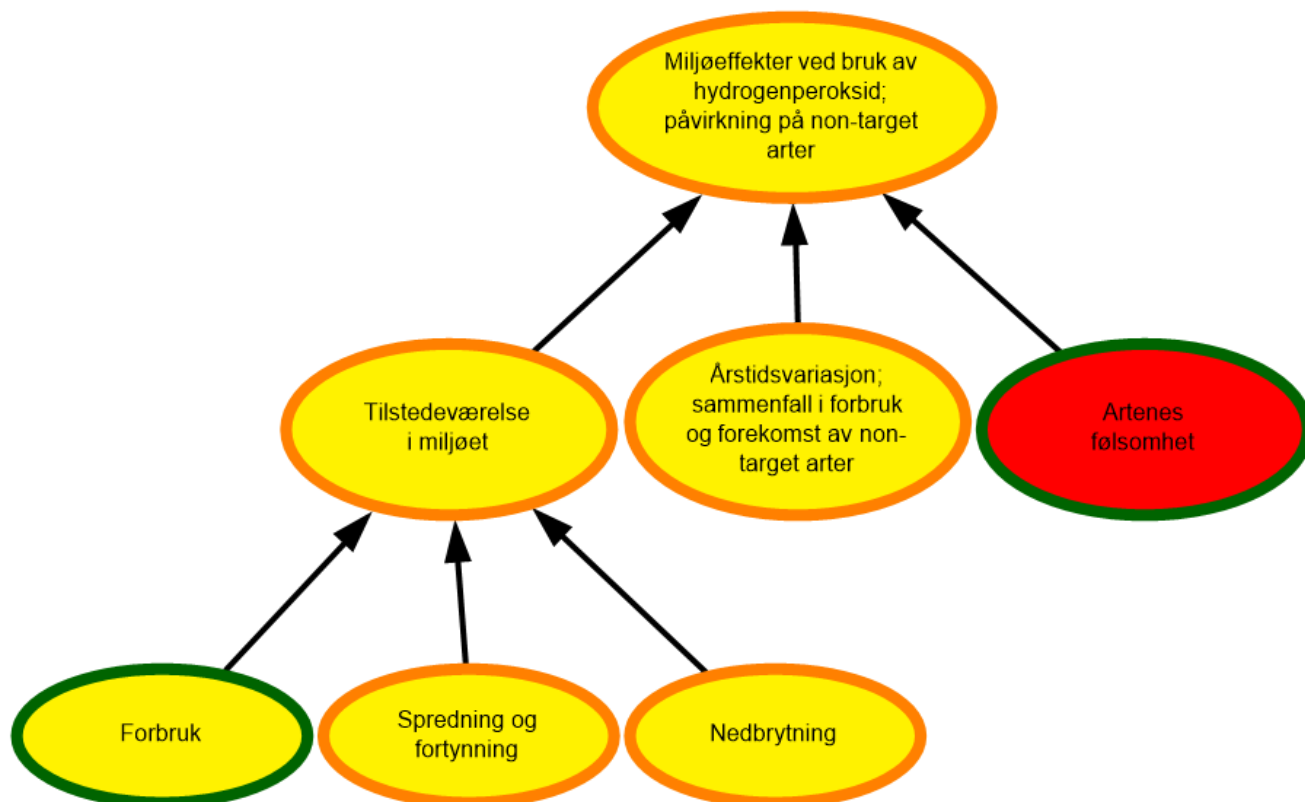 Miljøeffekter ved bruk av
hydrogenperoksid;
påvirkning på non-target
arter
Tilstedeværelse
i miljøet
Årstidsvariasjon;
sammenfall i forbruk
og forekomst av non-
target arter
Artenes
følsomhet
Forbruk
Spredning og
fortynning
Nedbrytning